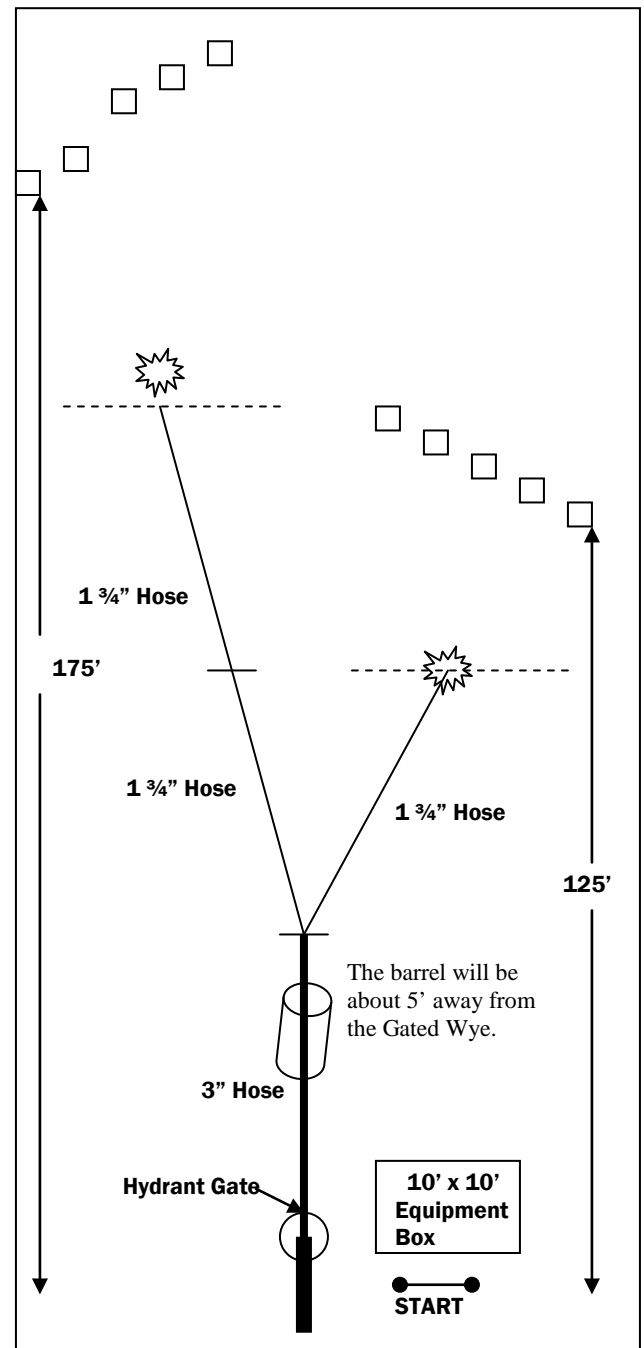 1 ¾” Hose
175’
1 ¾” Hose
1 ¾” Hose
125’
The barrel will be
about 5’ away from
the Gated Wye.
3” Hose
Hydrant Gate
10’ x 10’
Equipment
Box
START